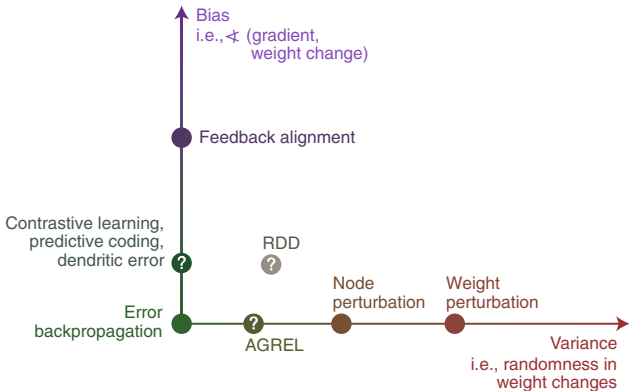 Bias
i.e., ∢ (gradient,
weight change)
Feedback alignment
Contrastive learning,
predictive coding,
dendritic error
?
RDD
?
Error
backpropagation
?
AGREL
Node
perturbation
Weight
perturbation
Variance
i.e., randomness in
weight changes